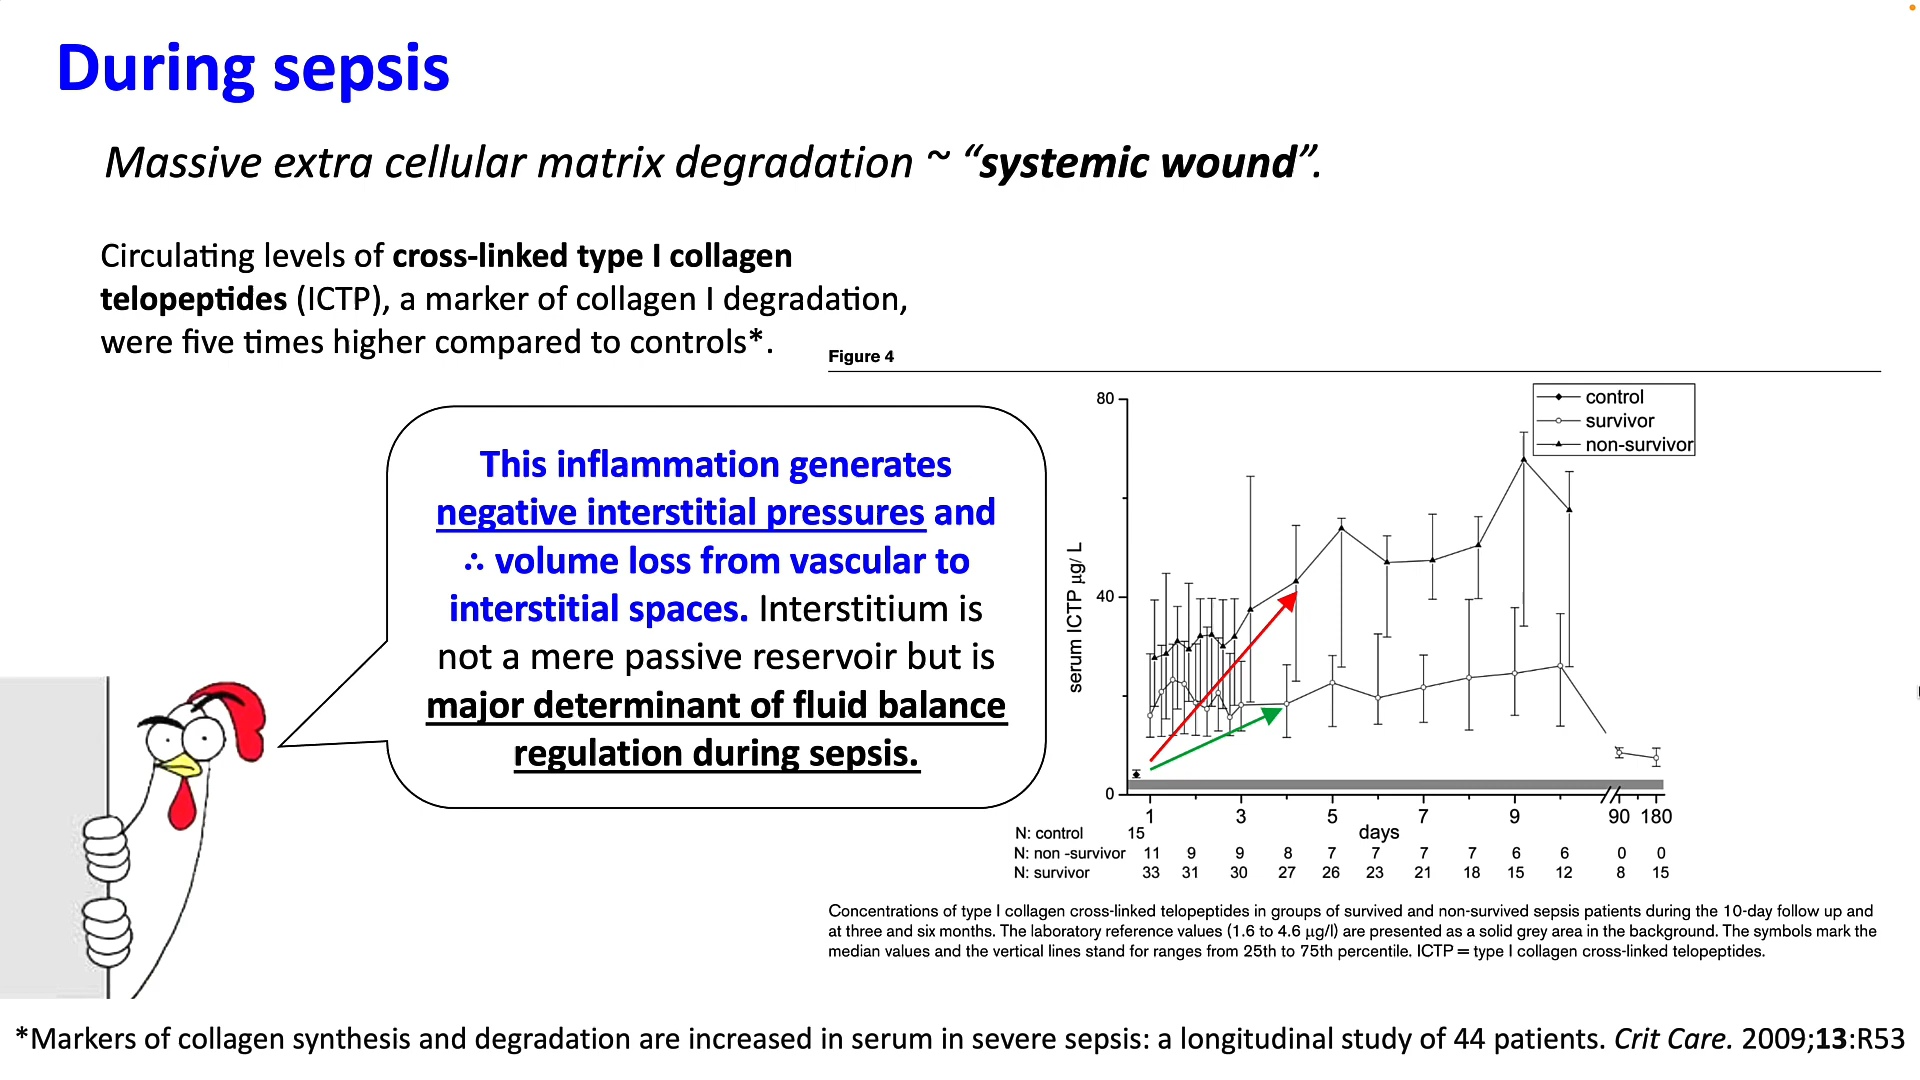 During sepsis
Massive extra cellular matrix degradation ~ “systemic wound”.
Circulating levels of cross-linked type I collagen
telopeptides (ICTP), a marker of collagen I degradation,
were five times higher compared to controls*.
This inflammation generates
negative interstitial pressures and
∴ volume loss from vascular to
interstitial spaces. Interstitium is
not a mere passive reservoir but is
major determinant of fluid balance
regulation during sepsis.
Figure 4
control
survivor
non-survivor
80
40
0
serum ICTP µg/ L
1 3 5 7 9 90 180
days
N: control 15
N: non -survivor 11 9 9 8 7 7 7 7 6 6 0 0
N: survivor 33 31 30 27 26 23 21 18 15 12 8 15
Concentrations of type I collagen cross-linked telopeptides in groups of survived and non-survived sepsis patients during the 10-day follow up and
at three and six months. The laboratory reference values (1.6 to 4.6 µg/l) are presented as a solid grey area in the background. The symbols mark the
median values and the vertical lines stand for ranges from 25th to 75th percentile. ICTP = type I collagen cross-linked telopeptides.
*Markers of collagen synthesis and degradation are increased in serum in severe sepsis: a longitudinal study of 44 patients. Crit Care. 2009;13:R53